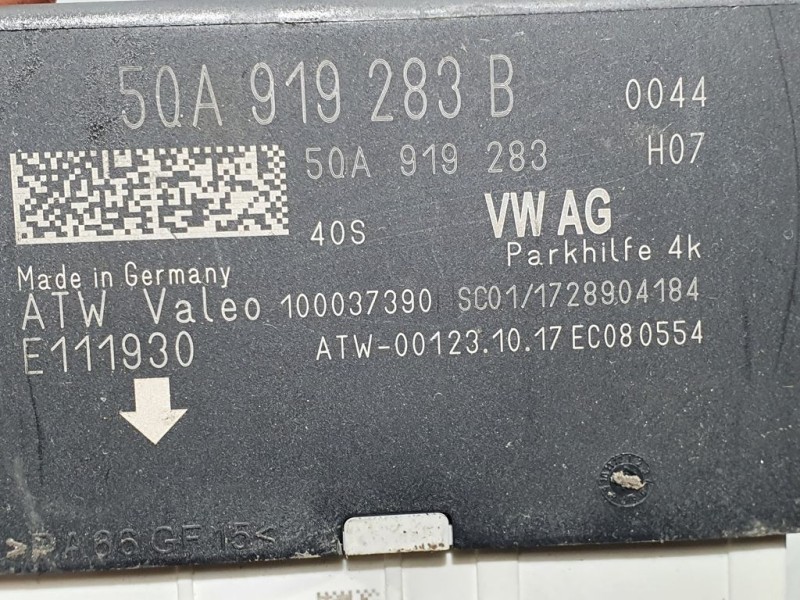 5QA 919 283 B 0044
5QA 919 283 H07
40S VW AG
Parkhilfe 4k
Made in Germany
ATW Valeo 100037390 SC01/1728904184
E111930 ATW-00123.10.17 EC080554
>PA66 GF15<